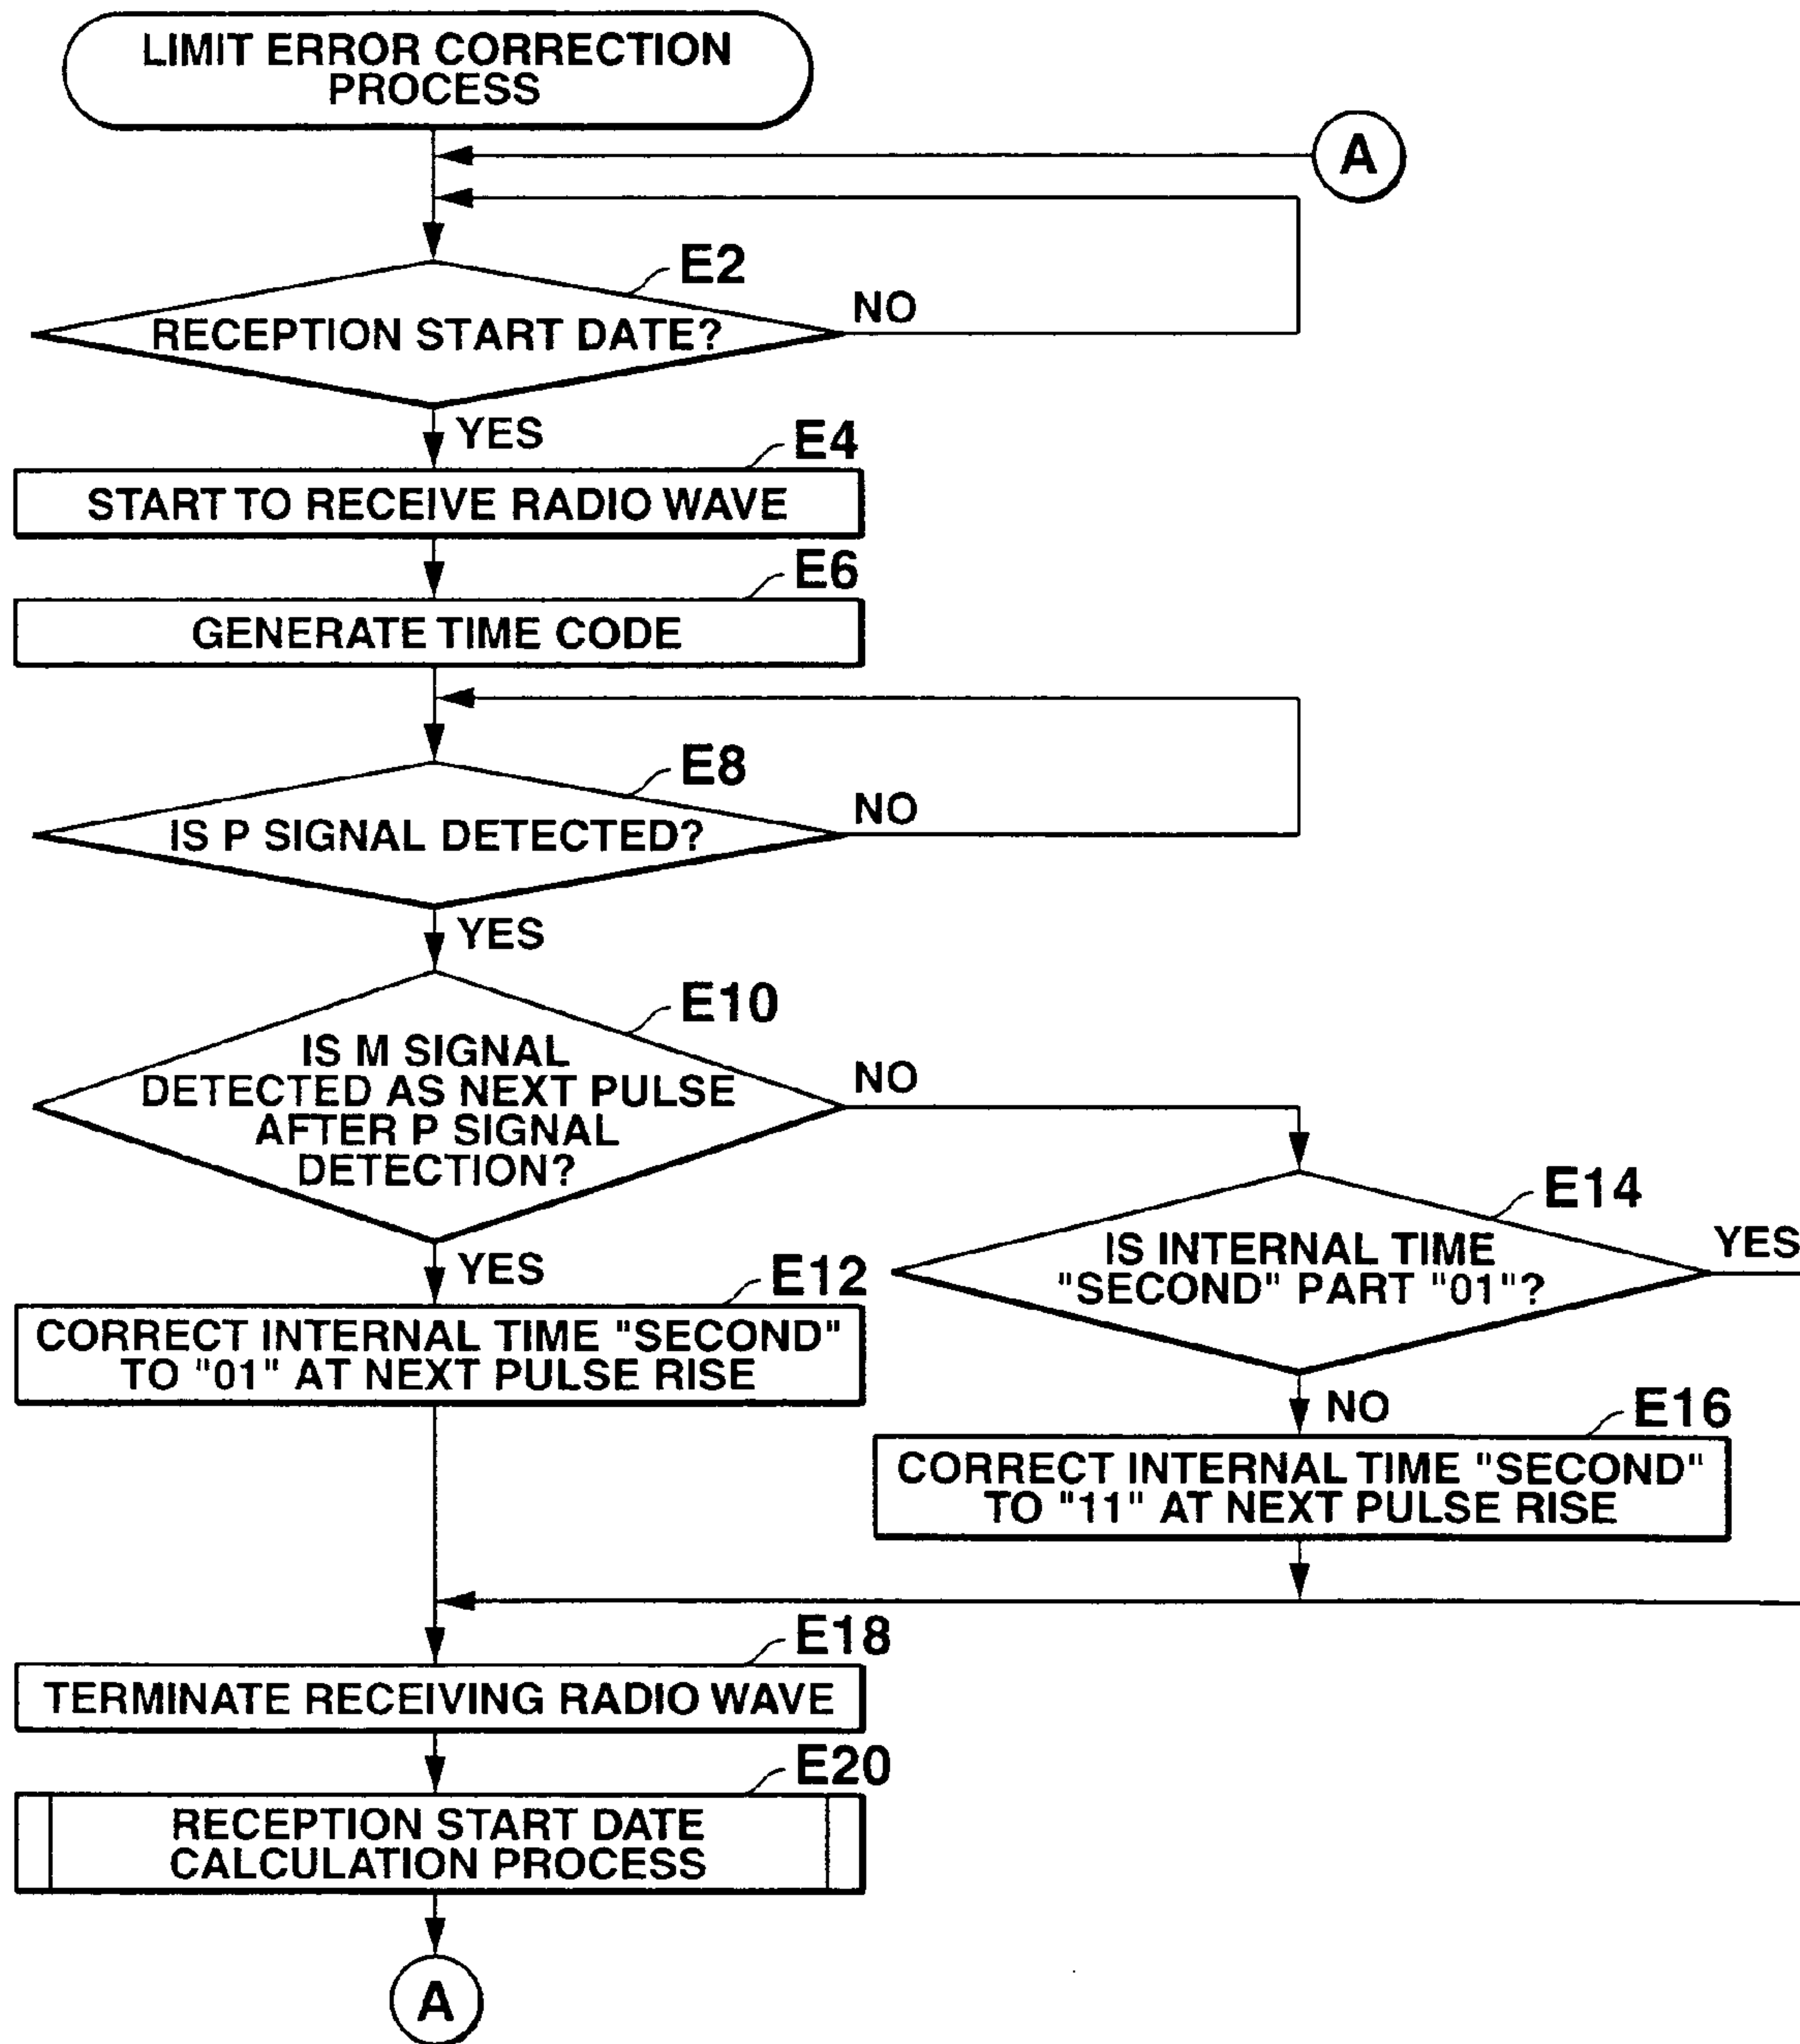 LIMIT ERROR CORRECTION
PROCESS
A
E2
RECEPTION START DATE?
NO
YES
E4
START TO RECEIVE RADIO WAVE
E6
GENERATE TIME CODE
E8
IS P SIGNAL DETECTED?
NO
YES
E10
IS M SIGNAL
DETECTED AS NEXT PULSE
AFTER P SIGNAL
DETECTION?
NO
YES
E14
IS INTERNAL TIME
"SECOND" PART "01"?
YES
NO
E12
CORRECT INTERNAL TIME "SECOND"
TO "01" AT NEXT PULSE RISE
E16
CORRECT INTERNAL TIME "SECOND"
TO "11" AT NEXT PULSE RISE
E18
TERMINATE RECEIVING RADIO WAVE
E20
RECEPTION START DATE
CALCULATION PROCESS
A